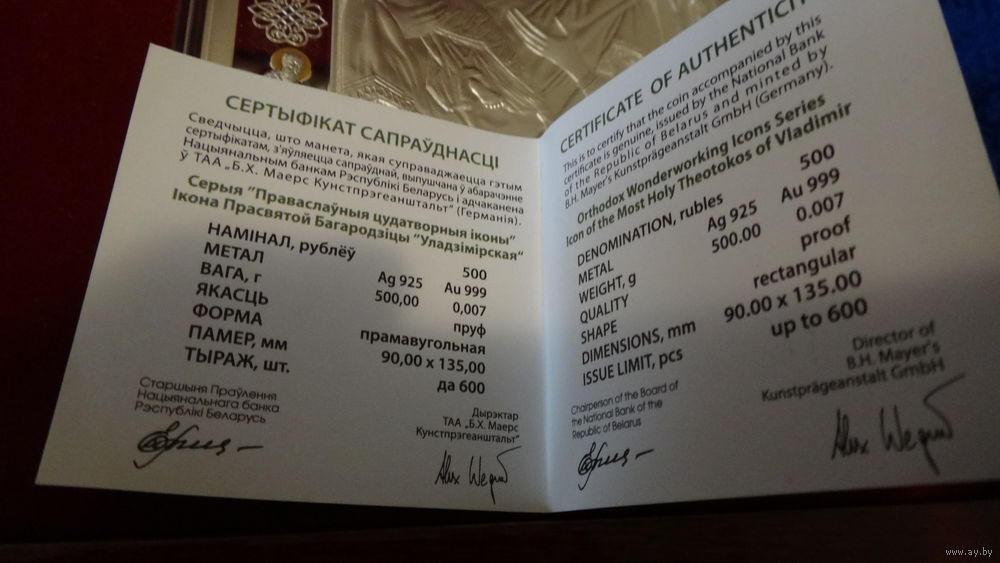 СЕРТЫФІКАТ САПРАЎДНАСЦІ
Сведчыцца, што манета, якая суправаджаецца гэтым
сертыфікатам, з'яўляецца сапраўднай, выпушчана ў абарачэнне
Нацыянальным банкам Рэспублікі Беларусь і адчаканена
ў ТАА „Б.Х. Маерс Кунстпрэгеанштальт“ (Германія).
Серыя “Праваслаўныя цудатворныя іконы”
Ікона Прасвятой Багародзіцы “Уладзімірская“
НАМІНАЛ, рублёў 500
МЕТАЛ Ag 925 Au 999
ВАГА, г 500,00 0,007
ЯКАСЦЬ пруф
ФОРМА прамавугольная
ПАМЕР, мм 90,00 x 135,00
ТЫРАЖ, шт. да 600
Старшыня Праўлення
Нацыянальнага банка
Рэспублікі Беларусь
Дырэктар
ТАА „Б.Х. Маерс
Кунстпрэгеанштальт“
CERTIFICATE OF AUTHENTICI
This is to certify that the coin accompanied by this
certificate is genuine, issued by the National Bank
of the Republic of Belarus and minted by
B.H. Mayer's Kunstprägeanstalt GmbH (Germany).
Orthodox Wonderworking Icons Series
Icon of the Most Holy Theotokos of Vladimir
DENOMINATION, rubles 500
METAL Ag 925 Au 999
WEIGHT, g 500.00 0.007
QUALITY proof
SHAPE rectangular
DIMENSIONS, mm 90.00 x 135.00
ISSUE LIMIT, pcs up to 600
Chairperson of the Board of
the National Bank of the
Republic of Belarus
Director of
B.H. Mayer's
Kunstprägeanstalt GmbH
www.ay.by